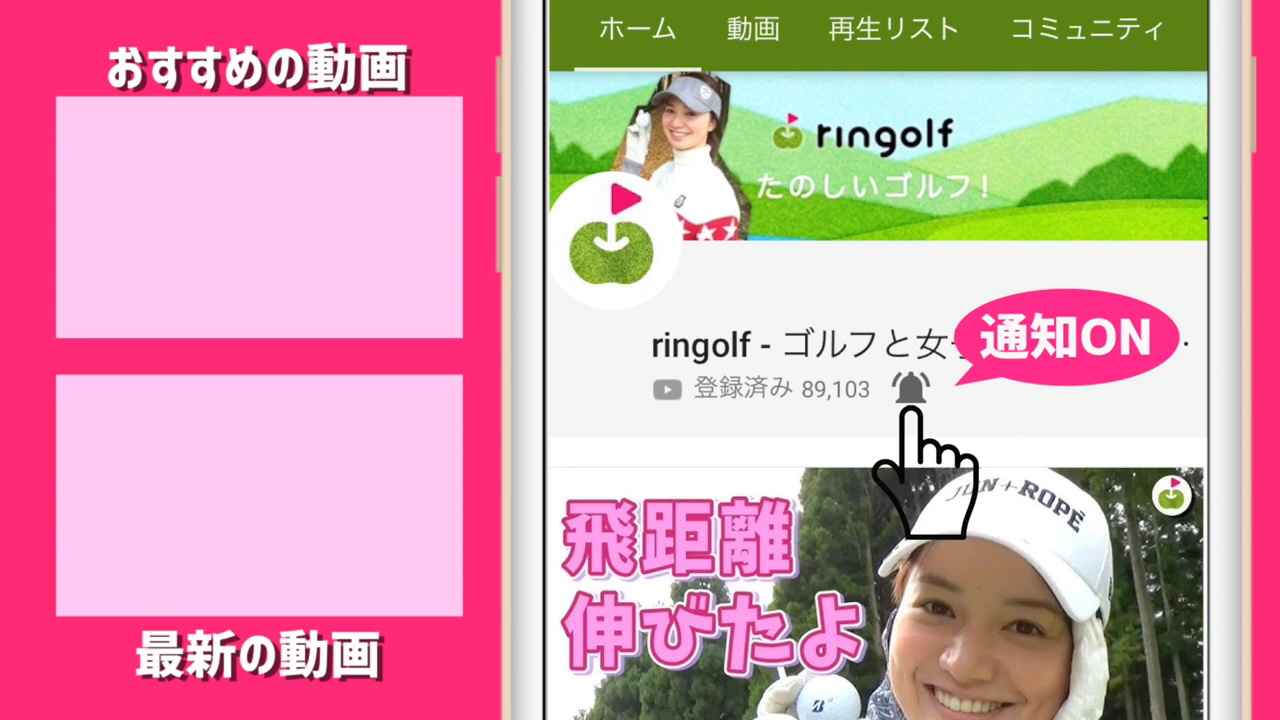 おすすめの動画
最新の動画
ホーム 動画 再生リスト コミュニティ
ringolf
たのしいゴルフ!
ringolf - ゴルフと女
通知ON
登録済み 89,103
飛距離
伸びたよ
JUN+ROPÉ
B